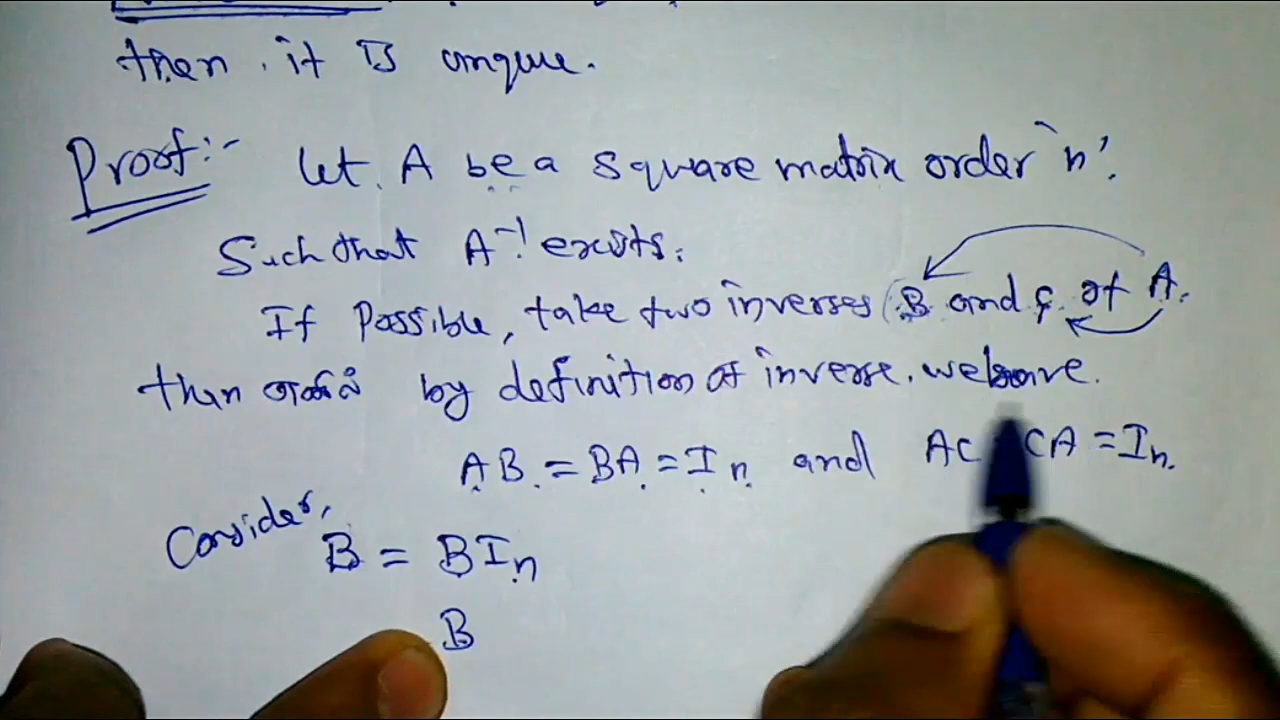 then. it is unique.
Proof:- let A be a square matrix order 'n'.
Such that A⁻¹ exists.
If possible, take two inverses B and C of A.
then by definition of inverse. we have.
AB = BA = Iₙ and AC CA = Iₙ.
Consider,
B = BIₙ
B